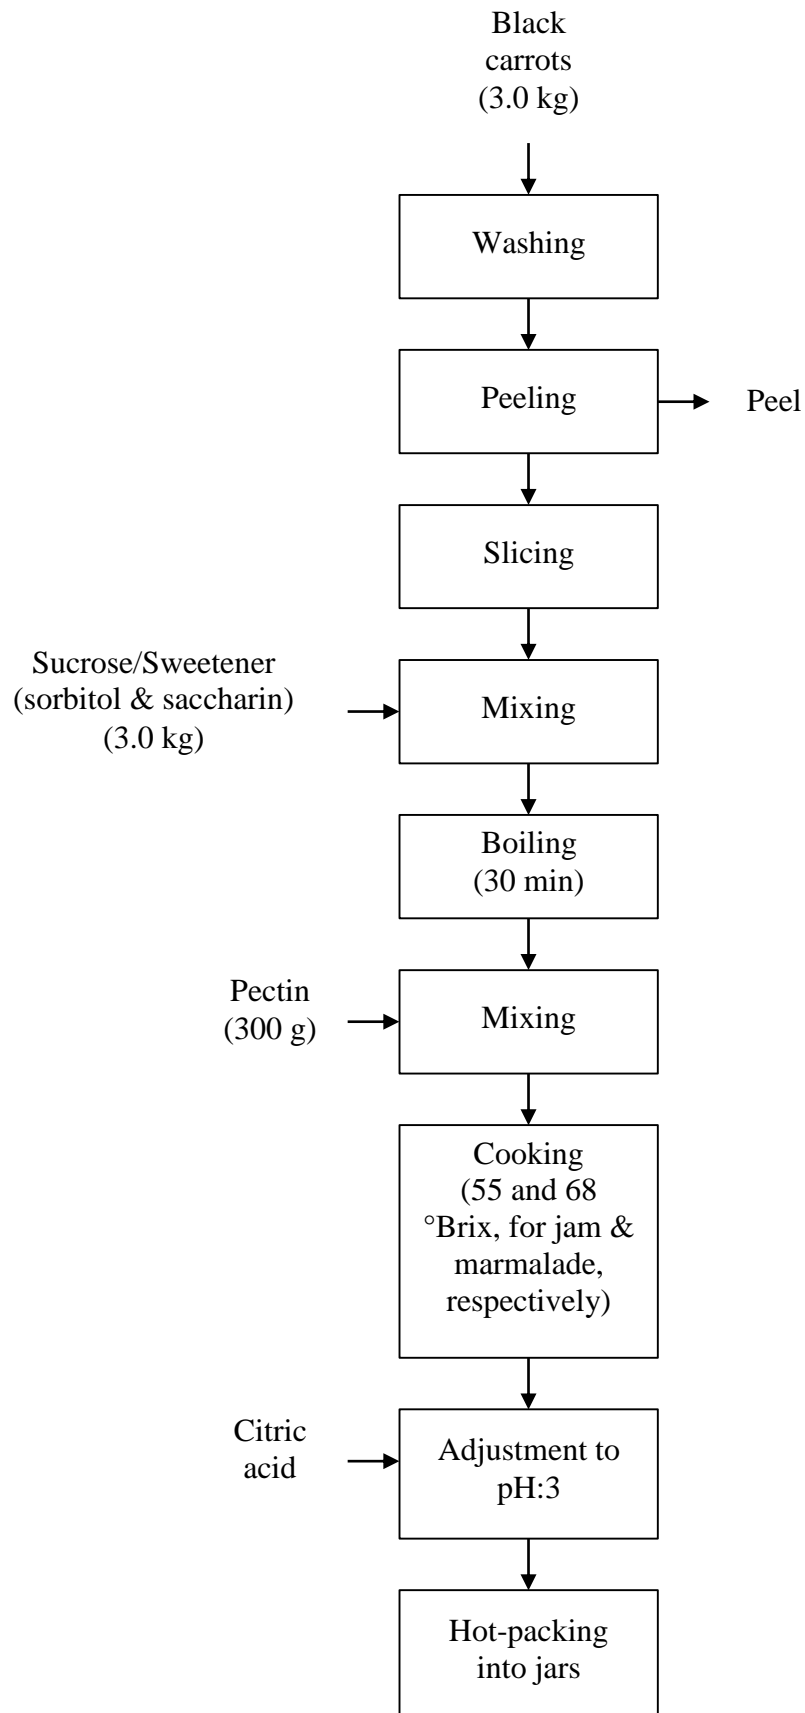 Black
carrots
(3.0 kg)
Washing
Peeling
Peel
Slicing
Sucrose/Sweetener
(sorbitol & saccharin)
(3.0 kg)
Mixing
Boiling
(30 min)
Pectin
(300 g)
Mixing
Cooking
(55 and 68
°Brix, for jam &
marmalade,
respectively)
Citric
acid
Adjustment to
pH:3
Hot-packing
into jars